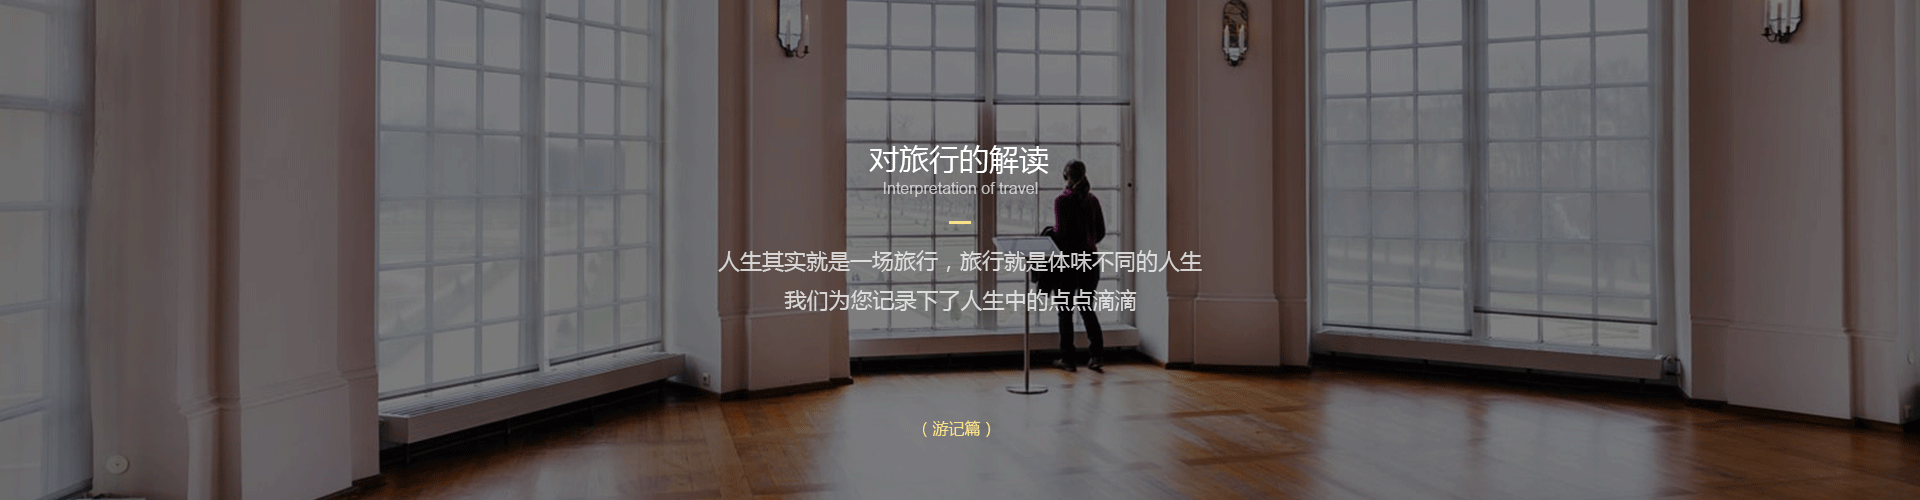 对旅行的解读
Interpretation of travel
人生其实就是一场旅行，旅行就是体味不同的人生
我们为您记录下了人生中的点点滴滴
（游记篇）